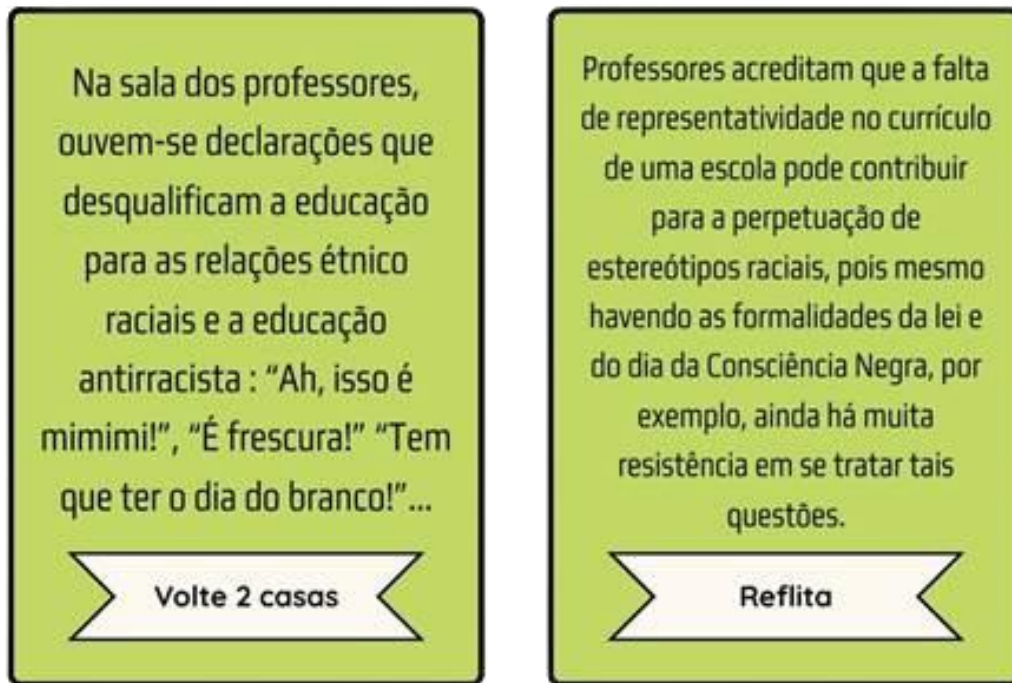 Na sala dos professores,
ouvem-se declarações que
desqualificam a educação
para as relações étnico
raciais e a educação
antirracista : “Ah, isso é
mimimi!”, “É frescura!” “Tem
que ter o dia do branco!”...
Volte 2 casas
Professores acreditam que a falta
de representatividade no currículo
de uma escola pode contribuir
para a perpetuação de
estereótipos raciais, pois mesmo
havendo as formalidades da lei e
do dia da Consciência Negra, por
exemplo, ainda há muita
resistência em se tratar tais
questões.
Reflita